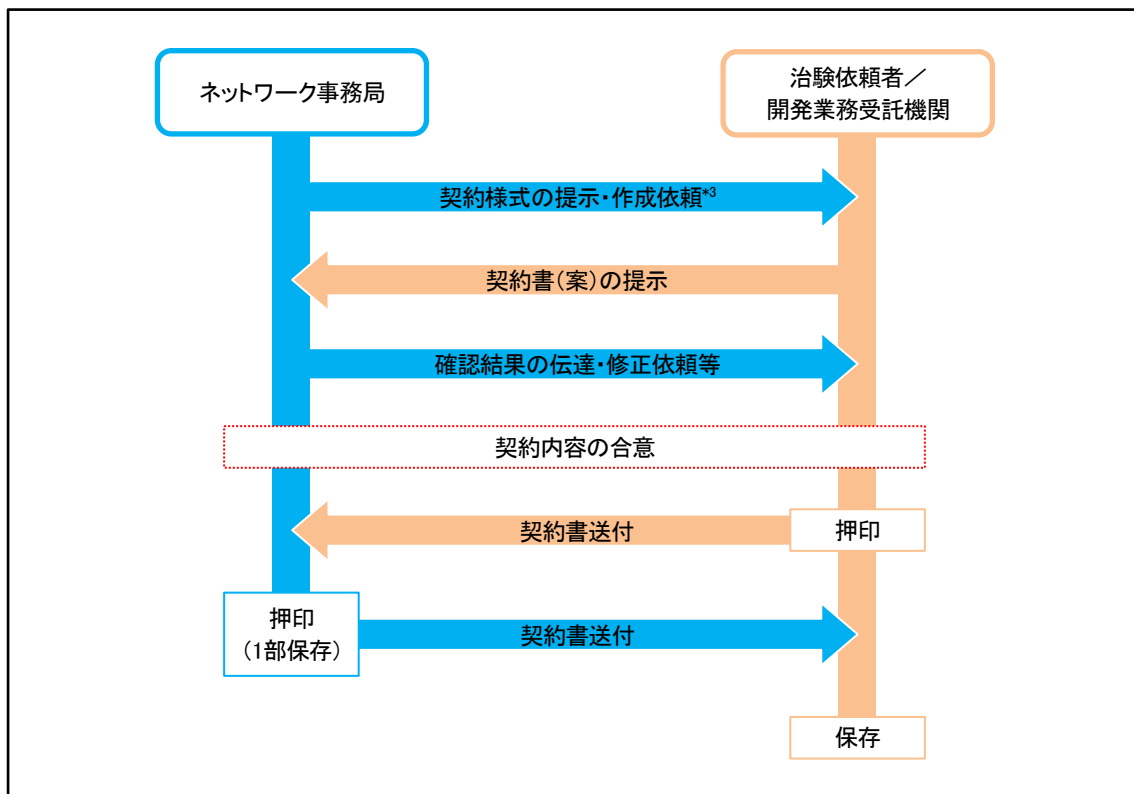 ネットワーク事務局
治験依頼者／
開発業務受託機関
契約様式の提示・作成依頼*3
契約書（案）の提示
確認結果の伝達・修正依頼等
契約内容の合意
契約書送付
押印
押印
（1部保存）
契約書送付
保存